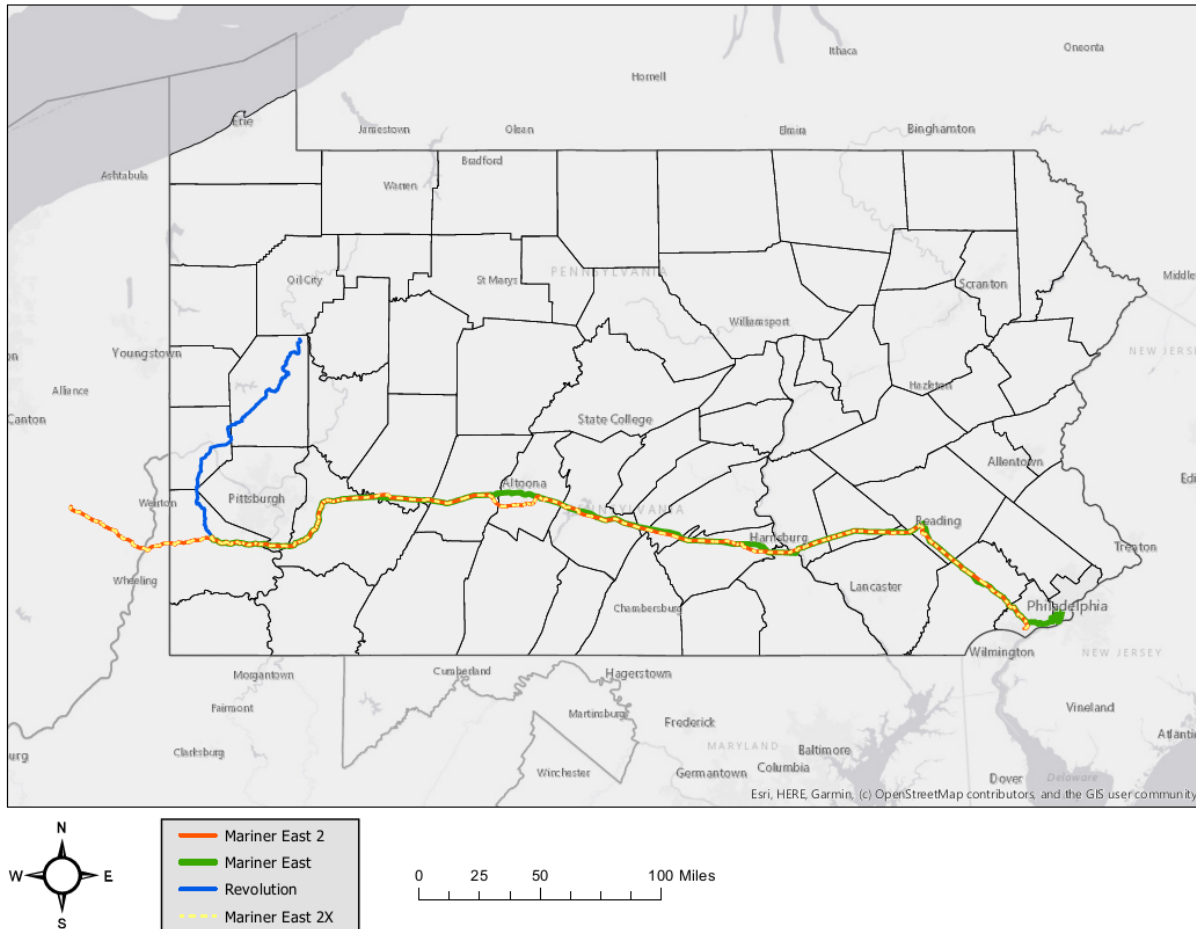 Ithaca
Oneonta
Hornell
Erie
Jamestown
Olean
Elmira
Binghamton
Ashtabula
Bradford
Warren
Oil City
St Marys
PENNSYLVANIA
Scranton
Middle
Williamsport
Youngstown
on
NEW JERS
Alliance
Hazleton
Canton
State College
Allentown
Altoona
Edi
Pittsburgh
Weirton
Reading
Harrisburg
Trenton
Wheeling
Lancaster
Chambersburg
Philadelphia
Wilmington
NEW JERSEY
Cumberland
Hagerstown
Morgantown
Fairmont
Martinsburg
Vineland
Frederick
Atlantic
urg
Clarksburg
MARYLAND
Baltimore
Columbia
Winchester
Germantown
Dover
Delaware
Esri, HERE, Garmin, (c) OpenStreetMap contributors, and the GIS user community
N
W E
S
Mariner East 2
Mariner East
Revolution
Mariner East 2X
0 25 50 100 Miles